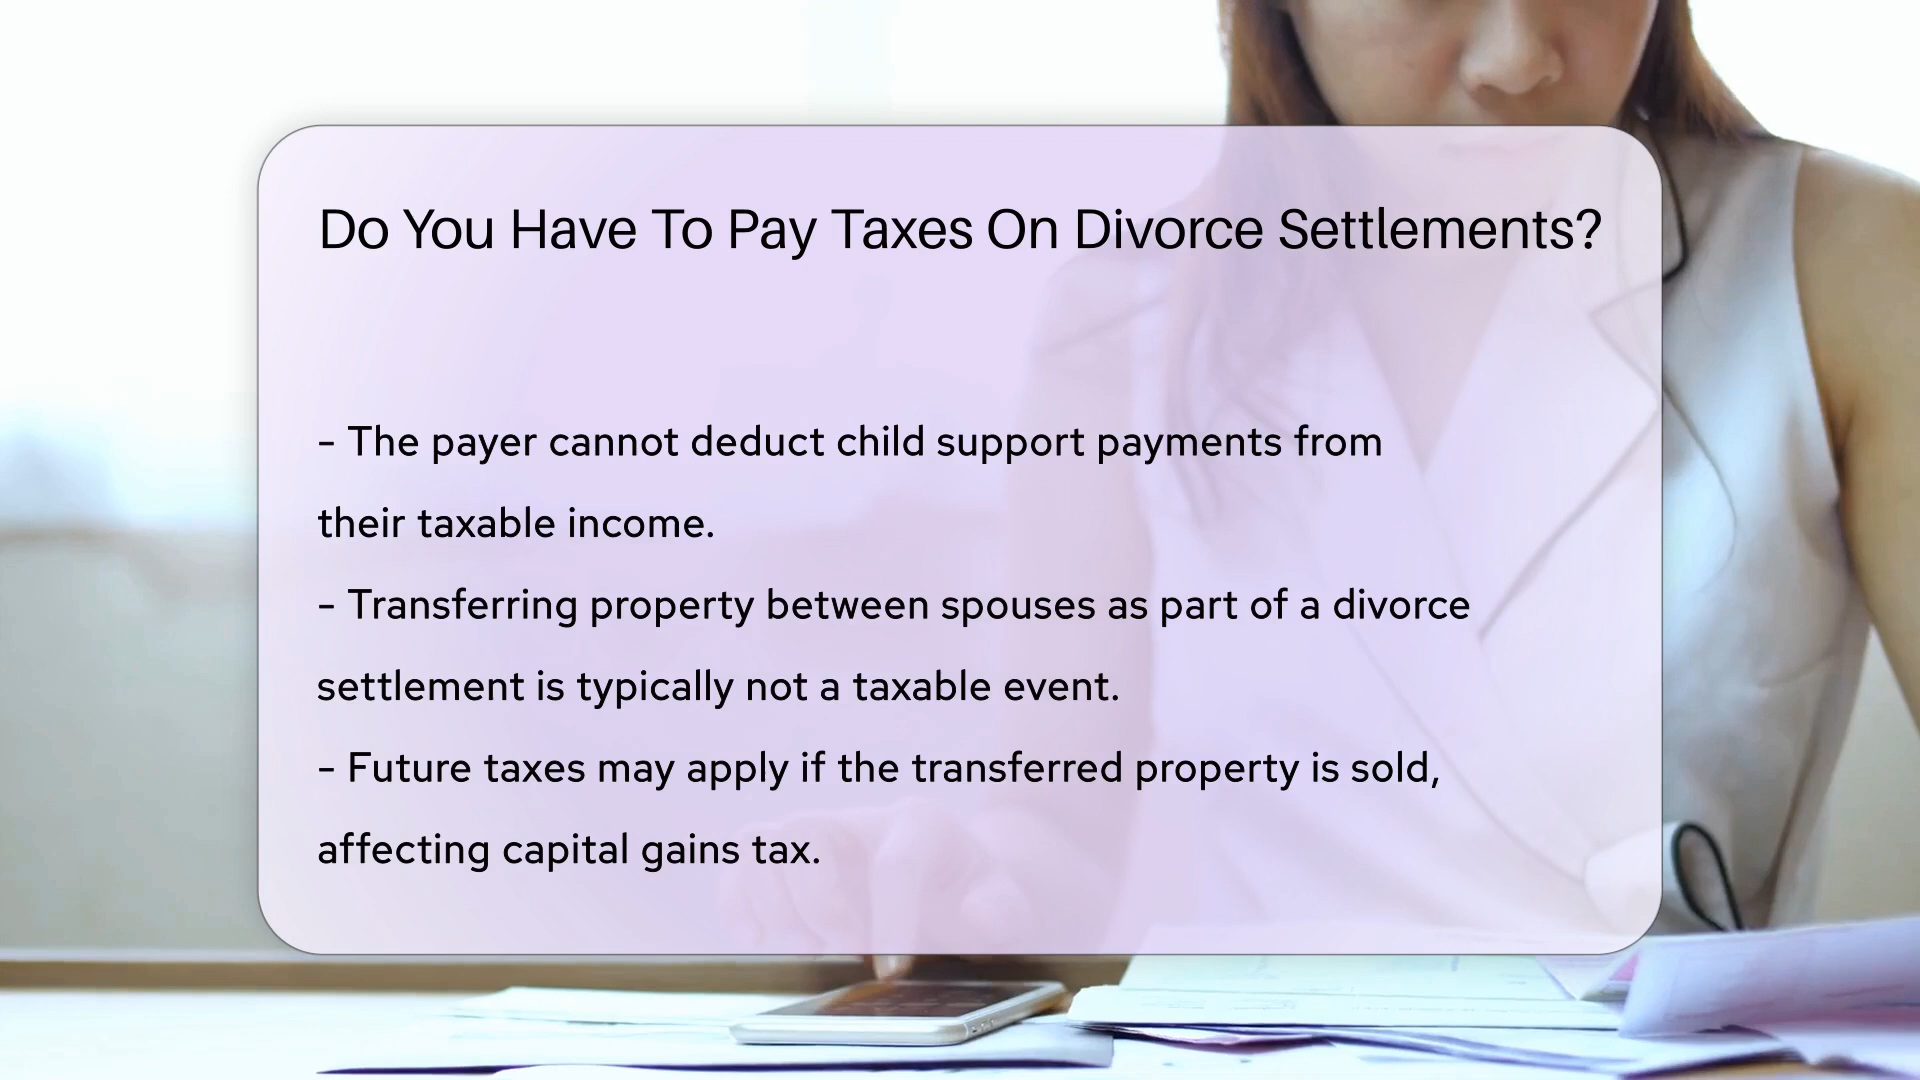 Do You Have To Pay Taxes On Divorce Settlements?
- The payer cannot deduct child support payments from
their taxable income.
- Transferring property between spouses as part of a divorce
settlement is typically not a taxable event.
- Future taxes may apply if the transferred property is sold,
affecting capital gains tax.